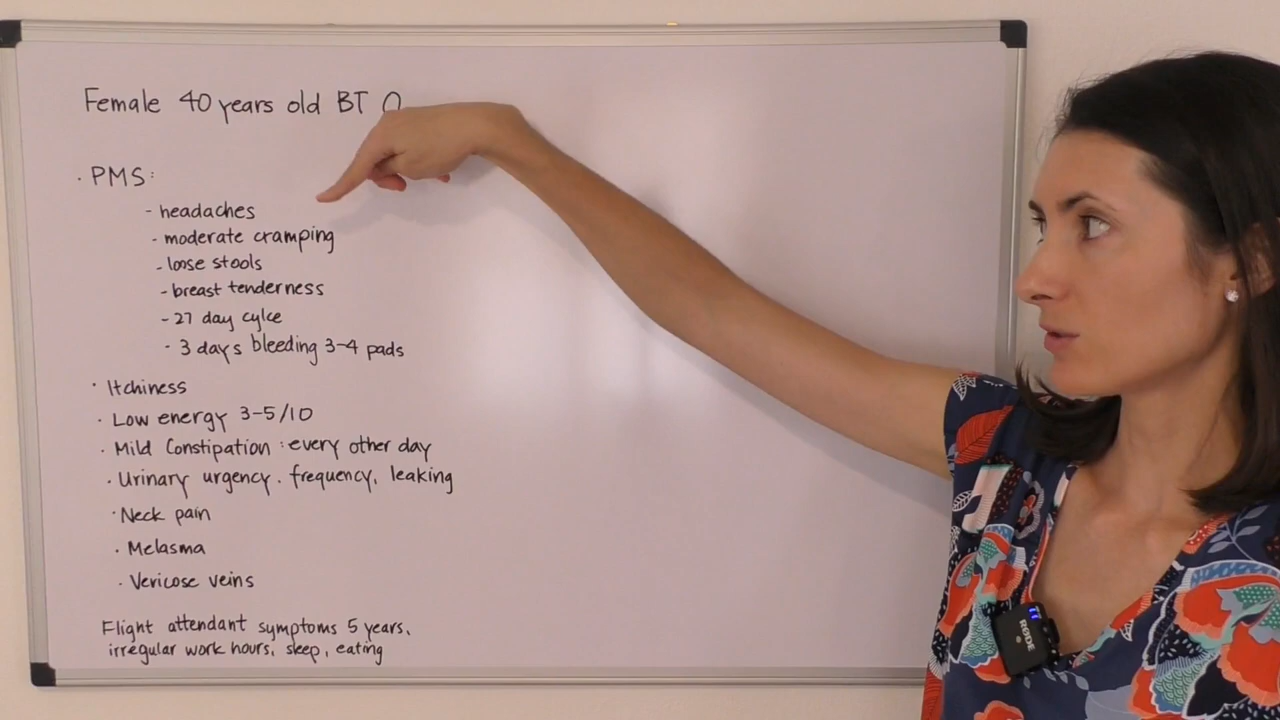 Female 40 years old BT O
· PMS:
- headaches
- moderate cramping
- loose stools
- breast tenderness
- 27 day cylce
- 3 days bleeding 3-4 pads
· Itchiness
· Low energy 3-5/10
· Mild Constipation : every other day
· Urinary urgency. frequency, leaking
· Neck pain
· Melasma
· Vericose veins
Flight attendant symptoms 5 years,
irregular work hours, sleep, eating
RØDE